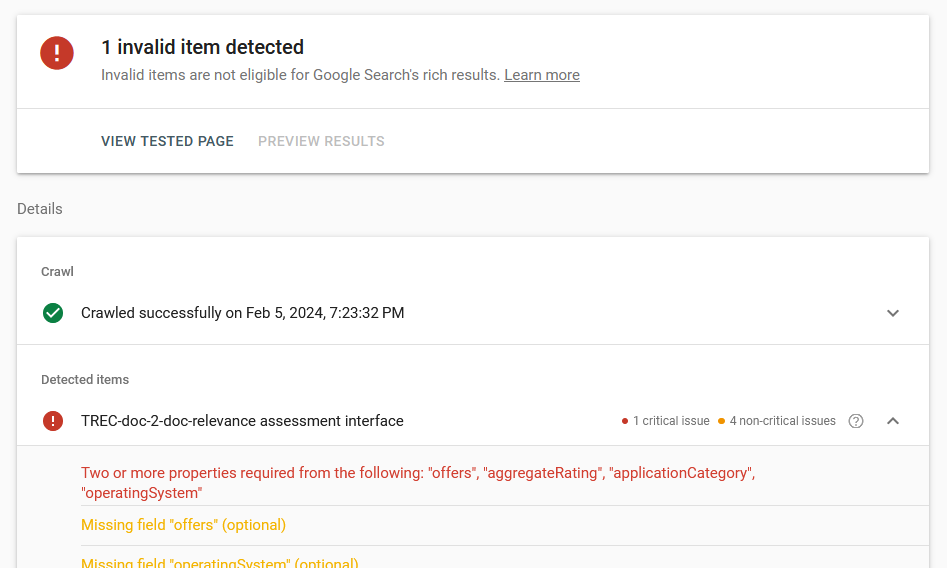 1 invalid item detected
Invalid items are not eligible for Google Search's rich results. Learn more
VIEW TESTED PAGE PREVIEW RESULTS
Details
Crawl
Crawled successfully on Feb 5, 2024, 7:23:32 PM
Detected items
TREC-doc-2-doc-relevance assessment interface 1 critical issue 4 non-critical issues
Two or more properties required from the following: "offers", "aggregateRating", "applicationCategory",
"operatingSystem"
Missing field "offers" (optional)
Missing field "operatingSystem" (optional)